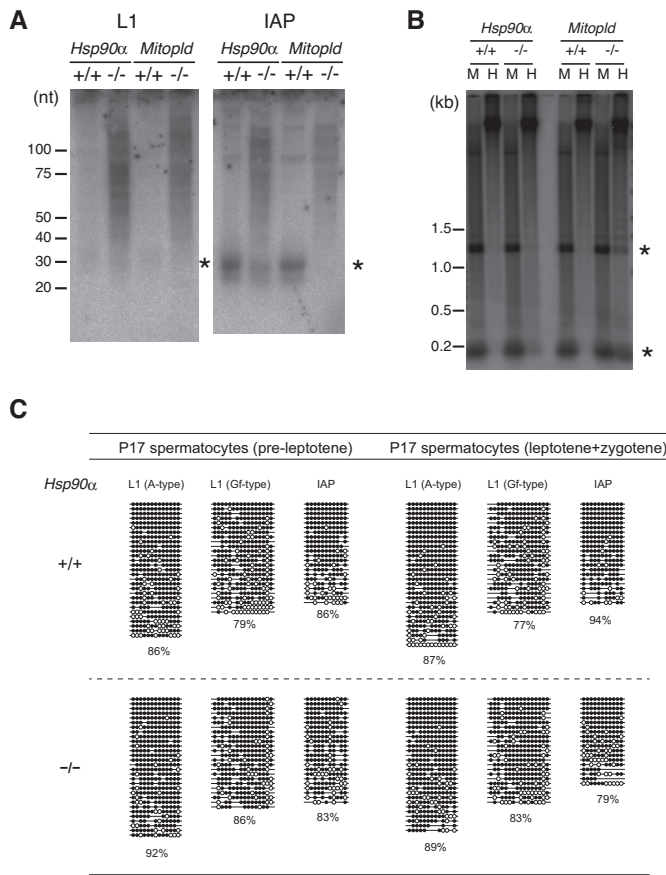 A
L1 IAP
Hsp90α Mitopld Hsp90α Mitopld
+/+ -/- +/+ -/- +/+ -/- +/+ -/-
(nt)
100
75
50
40
30
20
*
*
B
Hsp90α Mitopld
+/+ -/- +/+ -/-
M H M H M H M H
(kb)
1.5
1.0
0.5
0.2
*
*
C
P17 spermatocytes (pre-leptotene) P17 spermatocytes (leptotene+zygotene)
Hsp90α L1 (A-type) L1 (Gf-type) IAP L1 (A-type) L1 (Gf-type) IAP
+/+
86% 79% 86% 87% 77% 94%
-/-
92% 86% 83% 89% 83% 79%